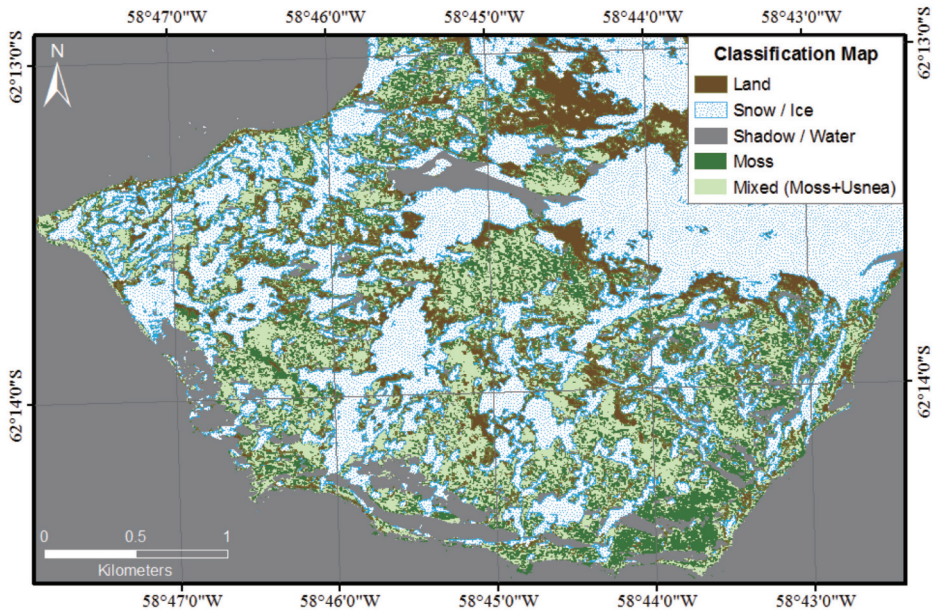 58°47'0"W 58°46'0"W 58°45'0"W 58°44'0"W 58°43'0"W
62°13'0"S
62°13'0"S
N
Classification Map
Land
Snow / Ice
Shadow / Water
Moss
Mixed (Moss+Usnea)
62°14'0"S
62°14'0"S
0 0.5 1
Kilometers
58°47'0"W 58°46'0"W 58°45'0"W 58°44'0"W 58°43'0"W